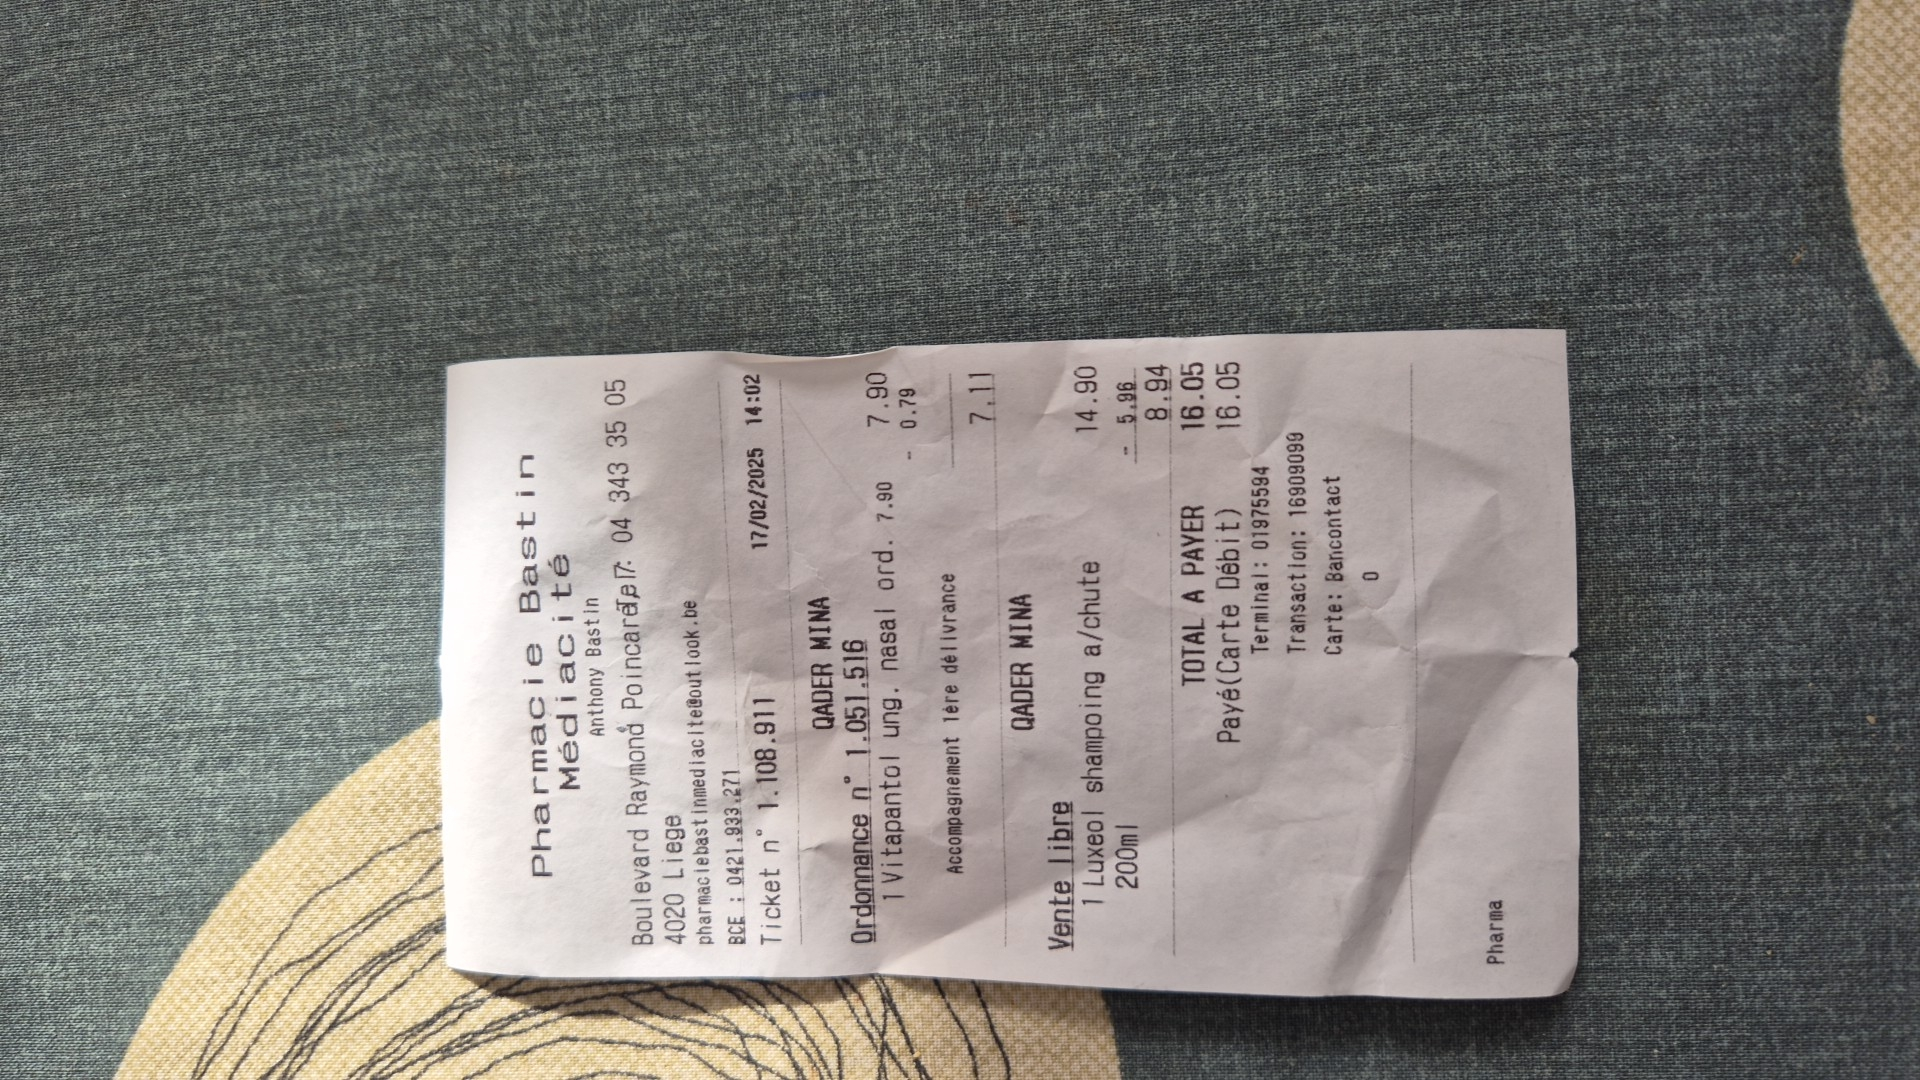 Pharmacie Bastin
Médiacité
Anthony Bastin
Boulevard Raymond Poincaré, 7 Tel: 04 343 35 05
4020 Liege
pharmaciebastinmediacite@outlook.be
BCE : 0421.933.271
Ticket n° 1.108.911 17/02/2025 14:02
QADER MINA
Ordonnance n° 1.051.516
1 Vitapantol ung. nasal ord. 7.90 7.90
- 0.79
Accompagnement 1ère délivrance
7.11
QADER MINA
Vente libre
1 Luxeol shampoing a/chute 14.90
200ml - 5.96
8.94
TOTAL A PAYER 16.05
Payé(Carte Débit) 16.05
Terminal: 01975594
Transaction: 16909099
Carte: Bancontact
0
Pharma